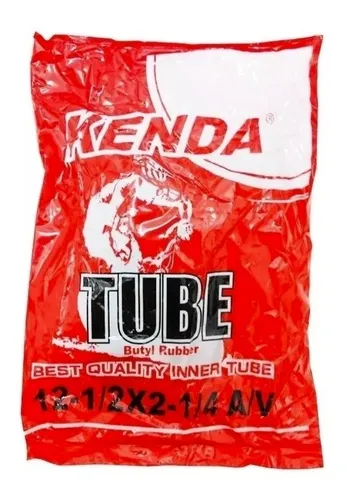 KENDA®
TUBE
Butyl Rubber
BEST QUALITY INNER TUBE
12-1/2X2-1/4 A/V